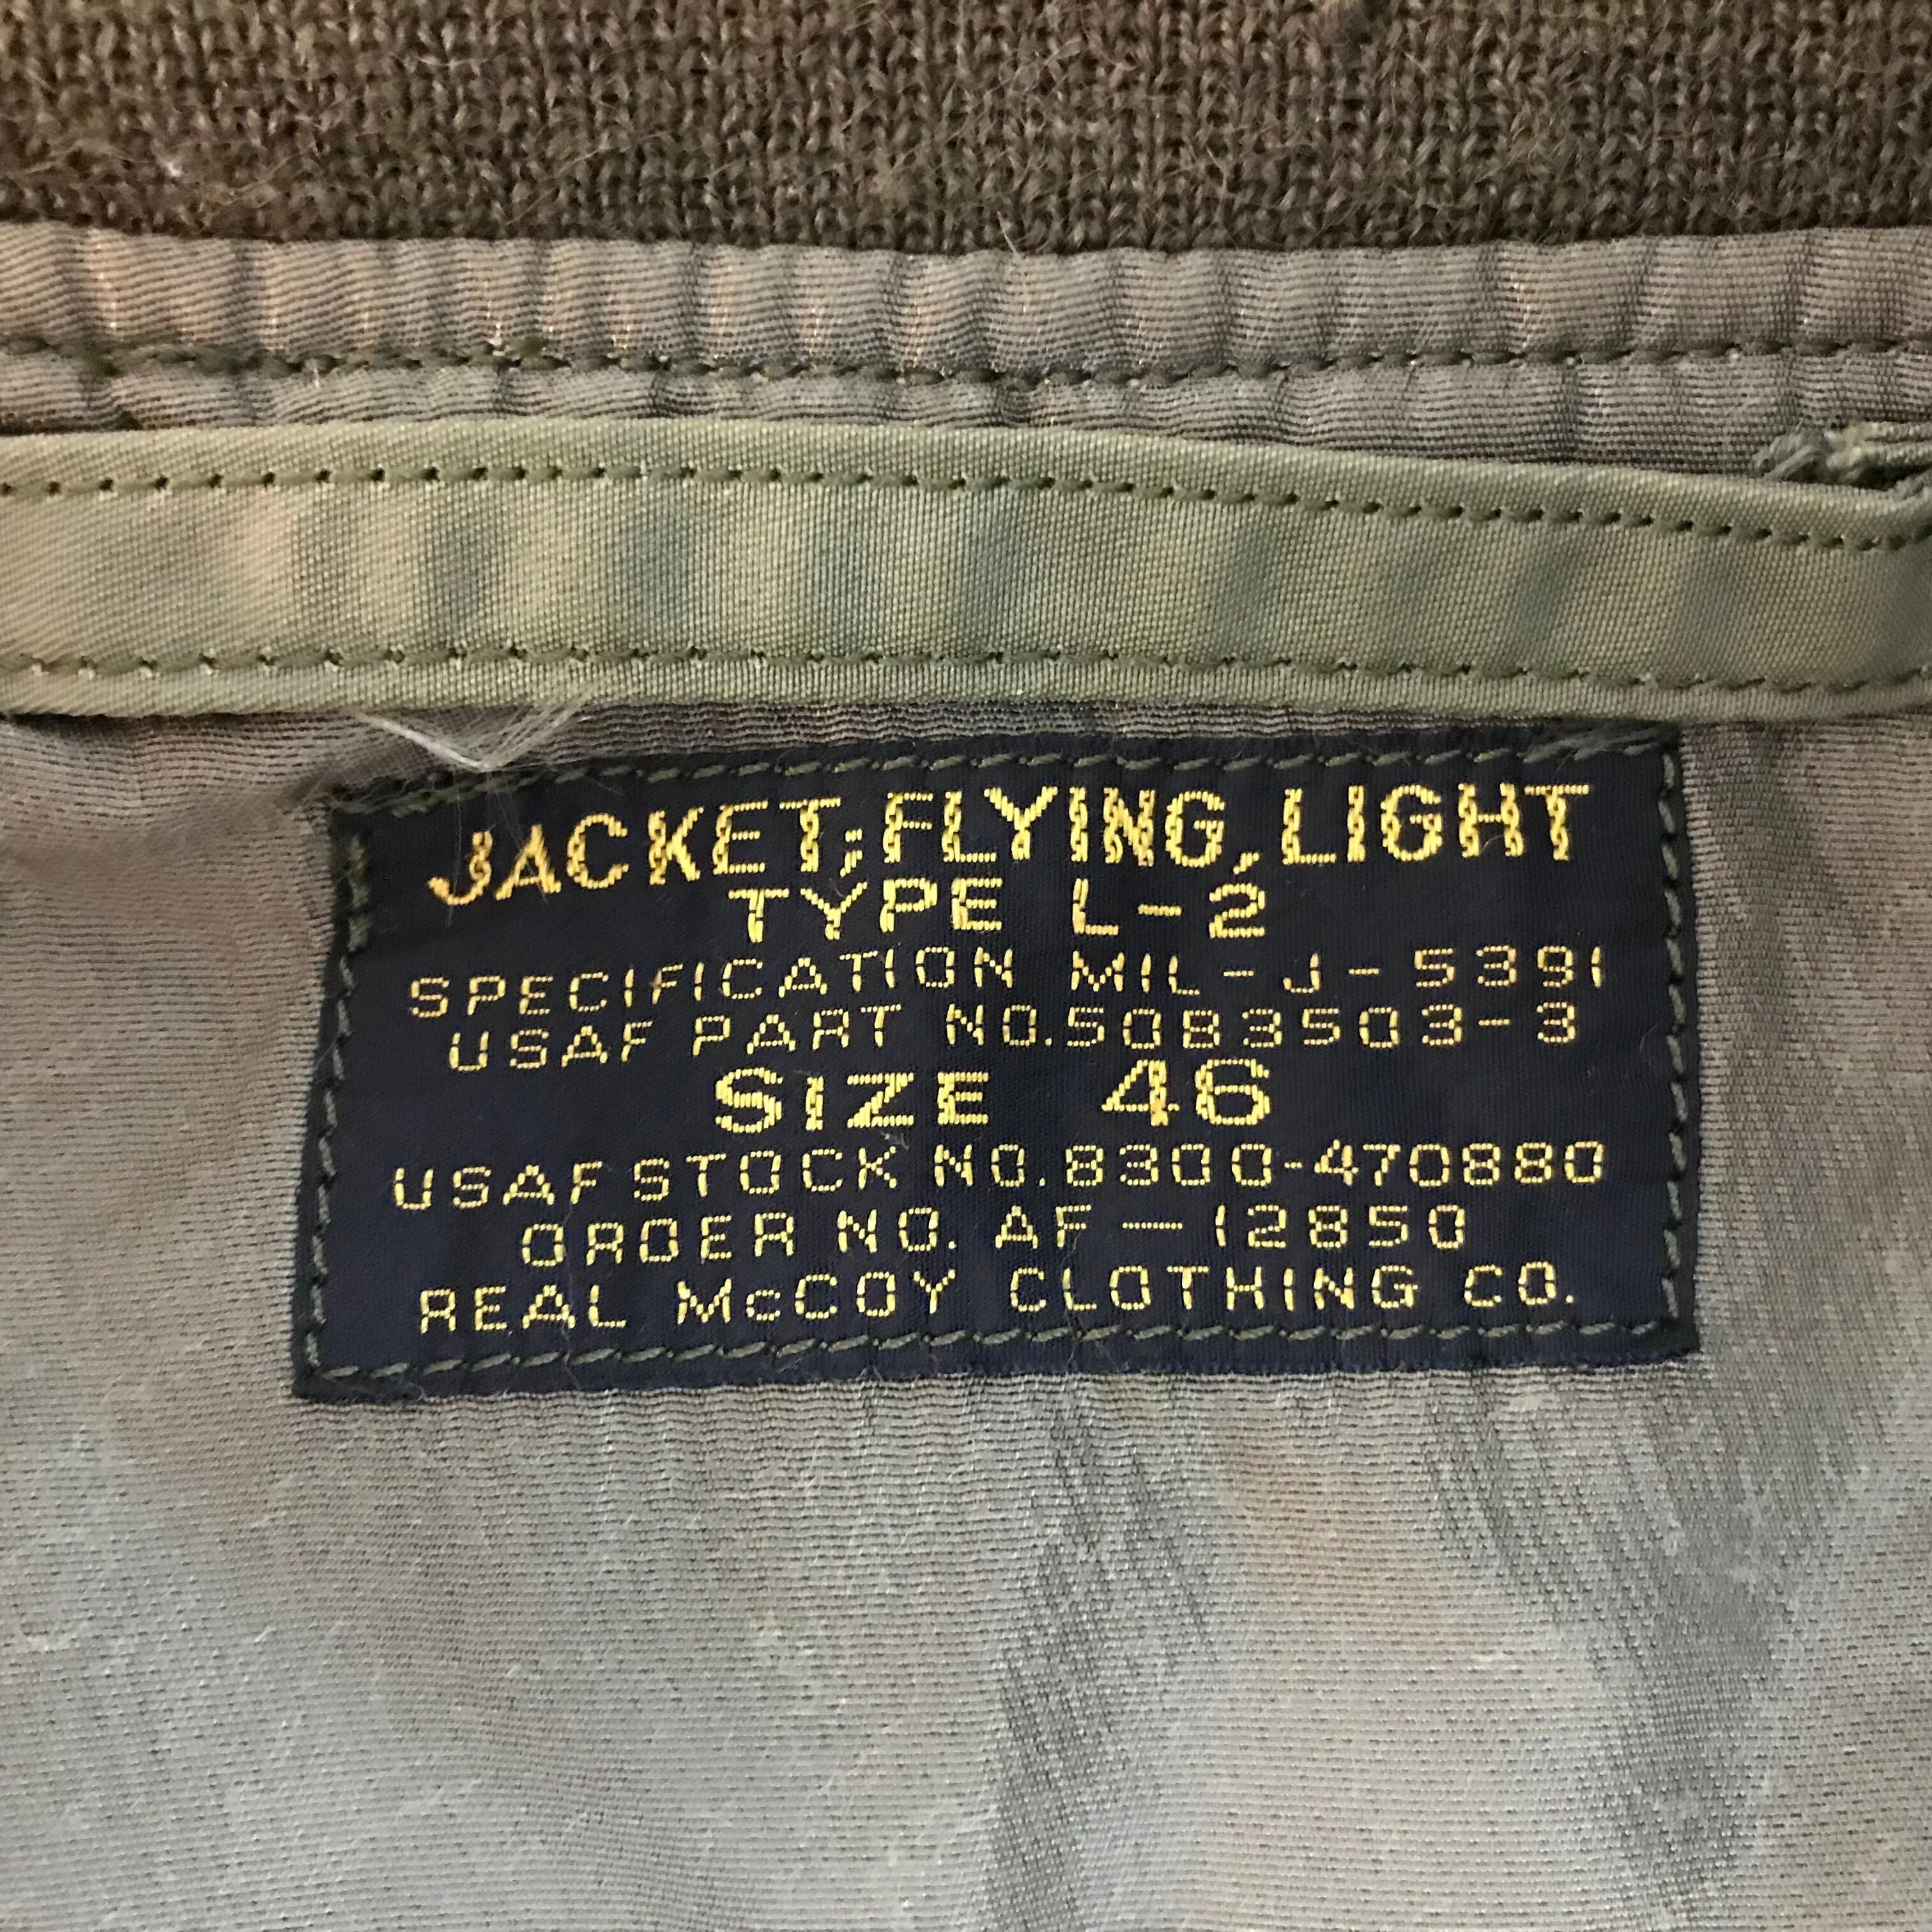 JACKET; FLYING, LIGHT
TYPE L-2
SPECIFICATION MIL-J-5391
USAF PART NO.50B3503-3
SIZE 46
USAF STOCK NO.8300-470880
ORDER NO. AF-12850
REAL McCOY CLOTHING CO.